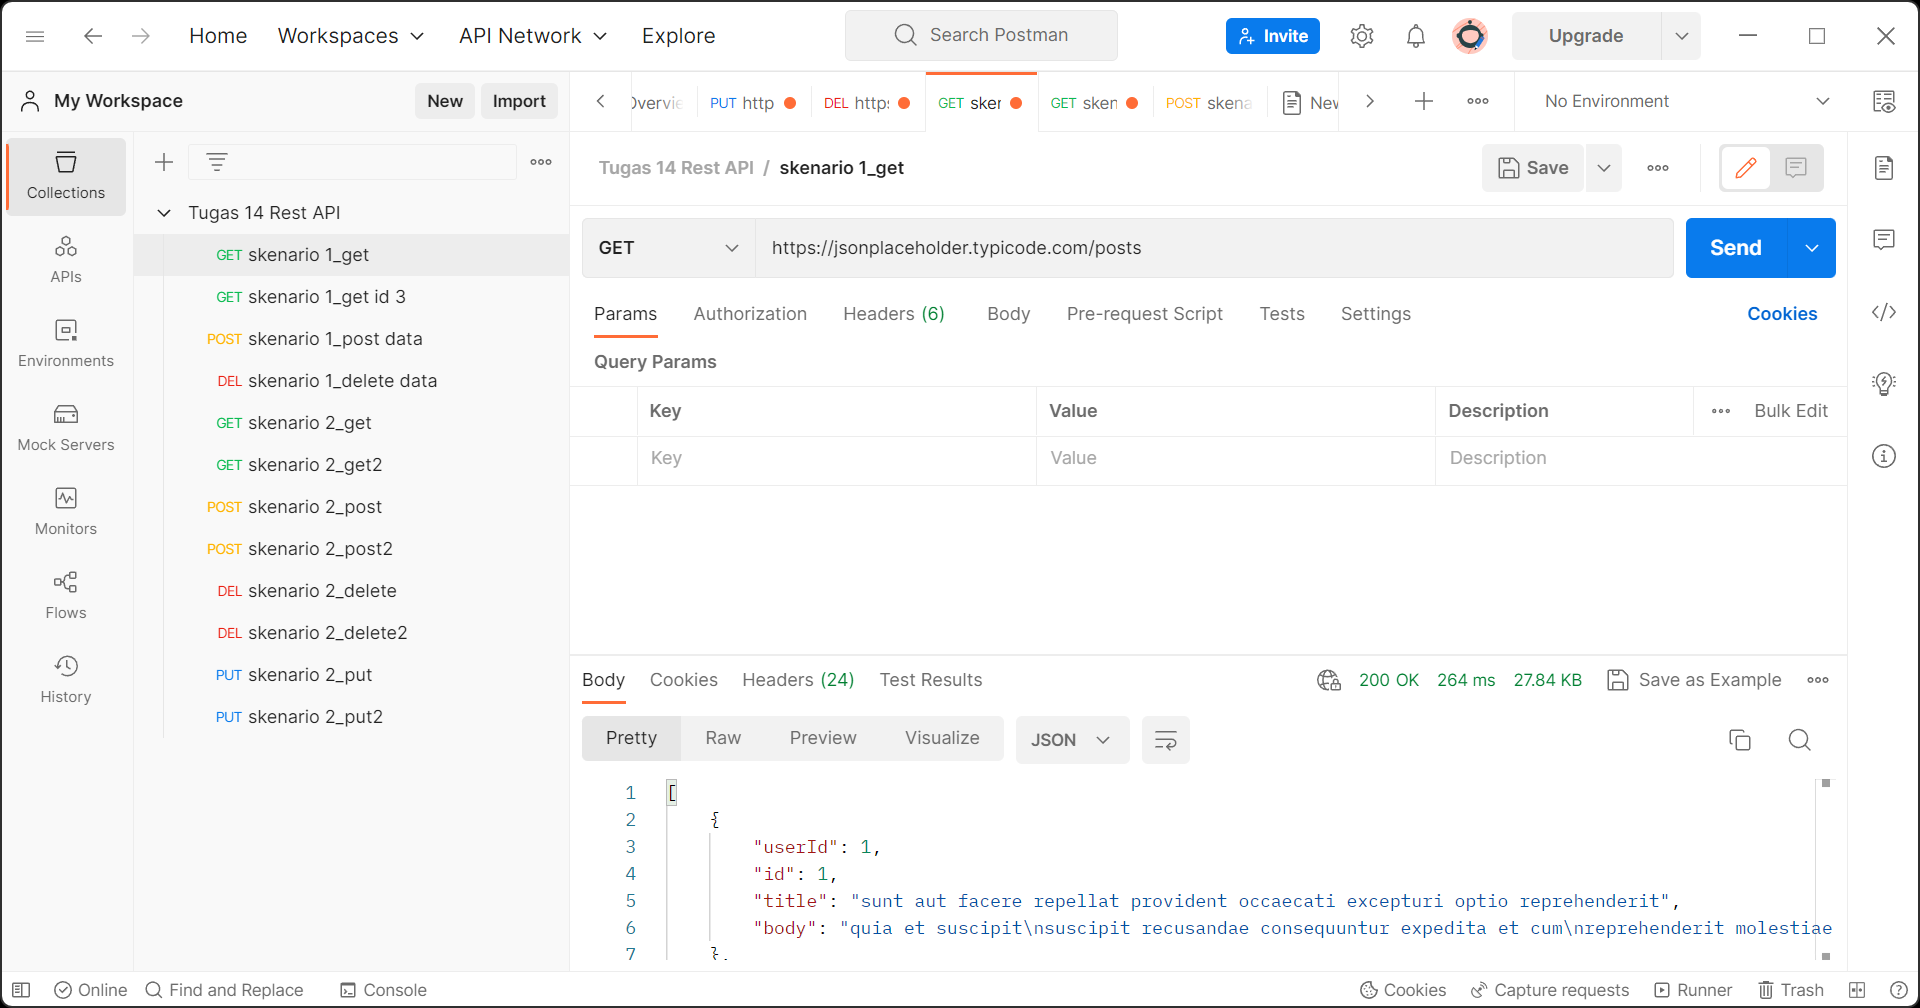 Home Workspaces API Network Explore Search Postman Invite Upgrade
My Workspace New Import
PUT http DEL https GET sker GET sken POST skena New No Environment
Collections
APIs
Environments
Mock Servers
Monitors
Flows
History
Tugas 14 Rest API
GET skenario 1_get
GET skenario 1_get id 3
POST skenario 1_post data
DEL skenario 1_delete data
GET skenario 2_get
GET skenario 2_get2
POST skenario 2_post
POST skenario 2_post2
DEL skenario 2_delete
DEL skenario 2_delete2
PUT skenario 2_put
PUT skenario 2_put2
Tugas 14 Rest API / skenario 1_get Save
GET https://jsonplaceholder.typicode.com/posts Send
Params Authorization Headers (6) Body Pre-request Script Tests Settings Cookies
Query Params
Key Value Description Bulk Edit
Key Value Description
Body Cookies Headers (24) Test Results 200 OK 264 ms 27.84 KB Save as Example
Pretty Raw Preview Visualize JSON
1 [
2 {
3 "userId": 1,
4 "id": 1,
5 "title": "sunt aut facere repellat provident occaecati excepturi optio reprehenderit",
6 "body": "quia et suscipit\nsuscipit recusandae consequuntur expedita et cum\nreprehenderit molestiae
7 },
Online Find and Replace Console Cookies Capture requests Runner Trash